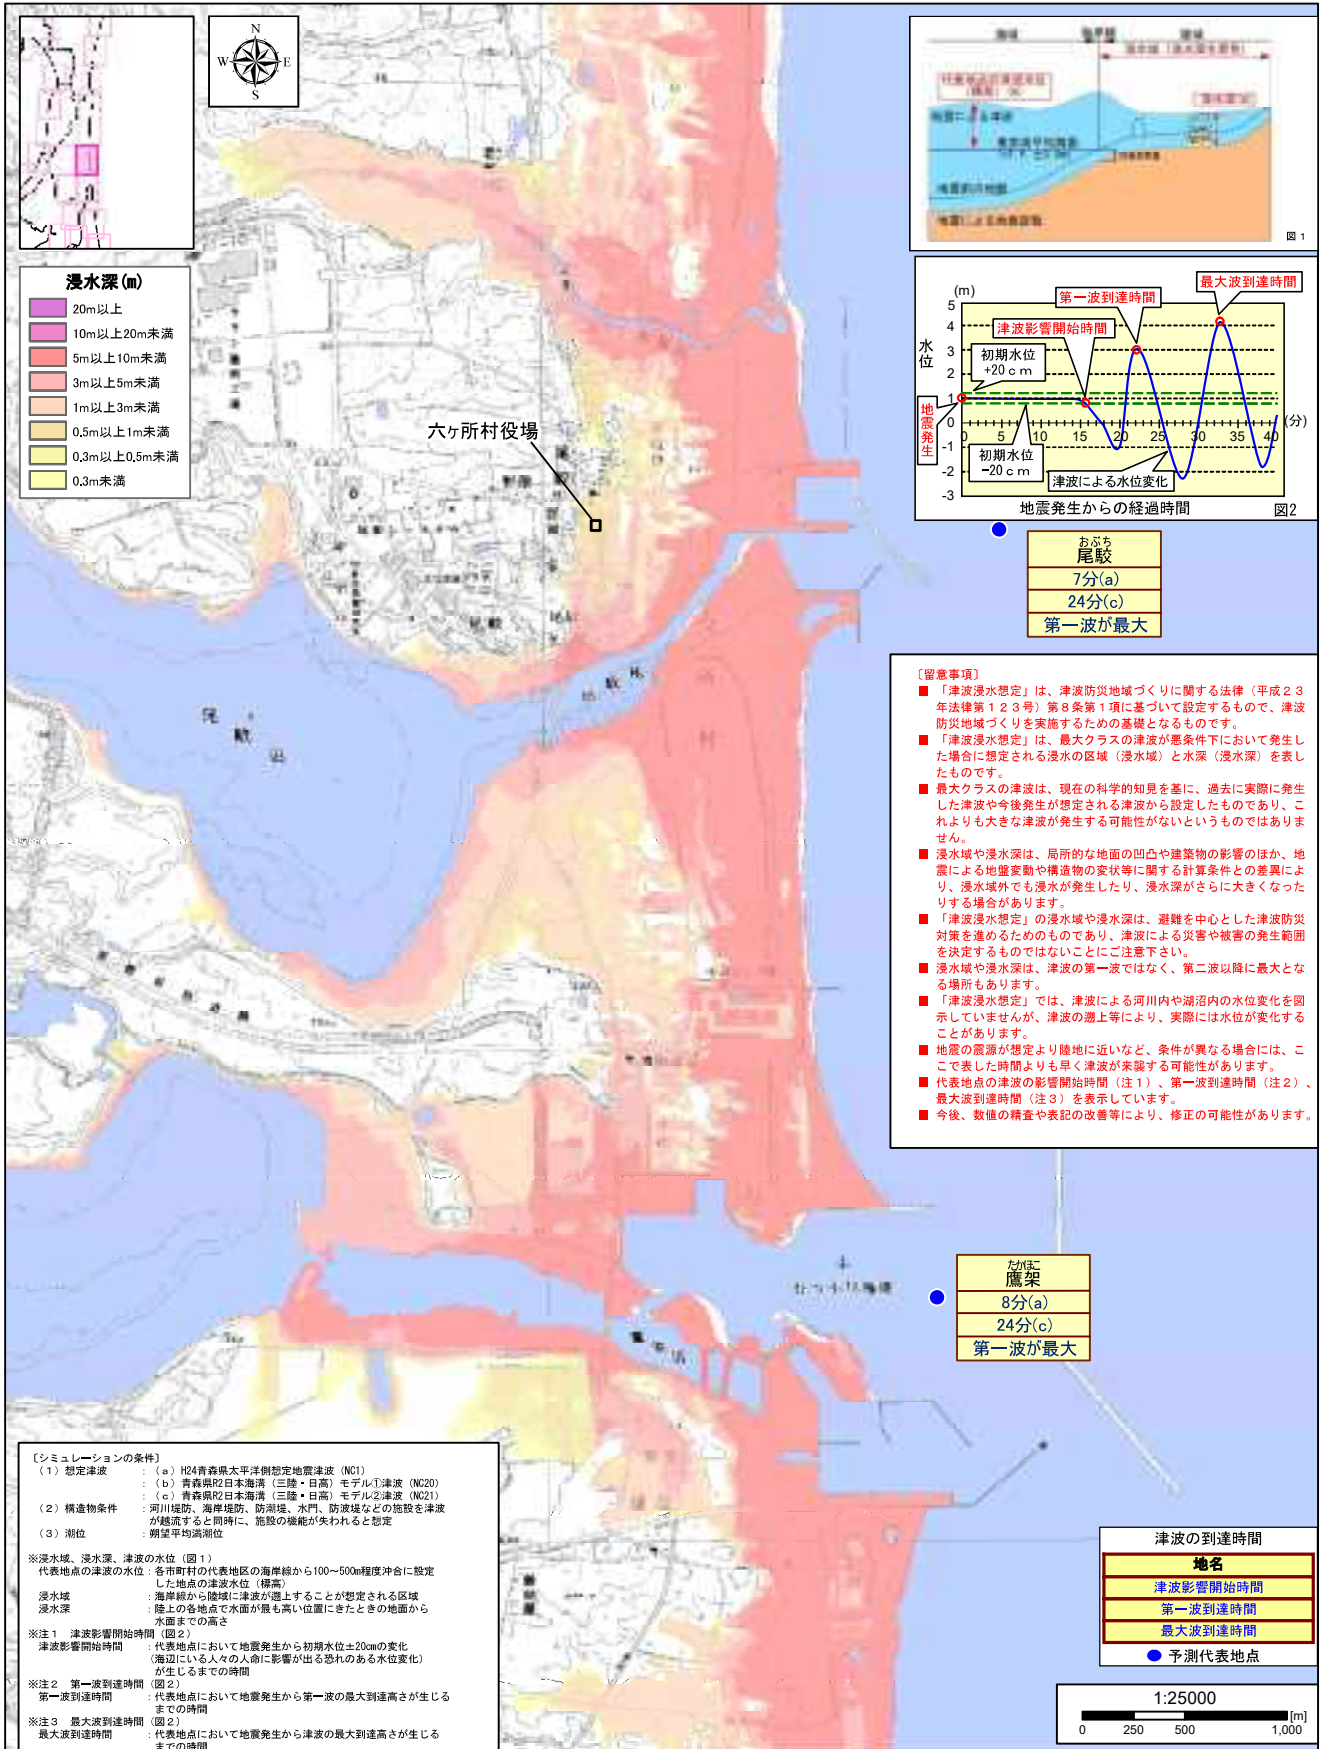 N
W
E
S
浸水深(m)
20m以上
10m以上20m未満
5m以上10m未満
3m以上5m未満
1m以上3m未満
0.5m以上1m未満
0.3m以上0.5m未満
0.3m未満
六ヶ所村役場
図1
(m)
最大波到達時間
第一波到達時間
津波影響開始時間
水位
初期水位
+20cm
地震発生
初期水位
-20cm
津波による水位変化
5
4
3
2
1
0
-1
-2
-3
0 5 10 15 20 25 30 35 40
(分)
地震発生からの経過時間
図2
おぶち
尾駮
7分(a)
24分(c)
第一波が最大
〔留意事項〕
■ 「津波浸水想定」は、津波防災地域づくりに関する法律（平成23
年法律第123号）第8条第1項に基づいて設定するもので、津波
防災地域づくりを実施するための基礎となるものです。
■ 「津波浸水想定」は、最大クラスの津波が悪条件下において発生し
た場合に想定される浸水の区域（浸水域）と水深（浸水深）を表し
たものです。
■ 最大クラスの津波は、現在の科学的知見を基に、過去に実際に発生
した津波や今後発生が想定される津波から設定したものであり、こ
れよりも大きな津波が発生する可能性がないというものではありま
せん。
■ 浸水域や浸水深は、局所的な地面の凹凸や建築物の影響のほか、地
震による地盤変動や構造物の変状等に関する計算条件との差異によ
り、浸水域外でも浸水が発生したり、浸水深がさらに大きくなった
りする場合があります。
■ 「津波浸水想定」の浸水域や浸水深は、避難を中心とした津波防災
対策を進めるためのものであり、津波による災害や被害の発生範囲
を決定するものではないことにご注意下さい。
■ 浸水域や浸水深は、津波の第一波ではなく、第二波以降に最大とな
る場所もあります。
■ 「津波浸水想定」では、津波による河川内や湖沼内の水位変化を図
示していませんが、津波の遡上等により、実際には水位が変化する
ことがあります。
■ 地震の震源が想定より陸地に近いなど、条件が異なる場合には、こ
こで表した時間よりも早く津波が来襲する可能性があります。
■ 代表地点の津波の影響開始時間（注1）、第一波到達時間（注2）、
最大波到達時間（注3）を表示しています。
■ 今後、数値の精査や表記の改善等により、修正の可能性があります。
たかほこ
鷹架
8分(a)
24分(c)
第一波が最大
〔シミュレーションの条件〕
（1）想定津波 ：（a）H24青森県太平洋側想定地震津波（NC1）
：（b）青森県R2日本海溝（三陸・日高）モデル①津波（NC20）
：（c）青森県R2日本海溝（三陸・日高）モデル②津波（NC21）
（2）構造物条件 ：河川堤防、海岸堤防、防潮堤、水門、防波堤などの施設を津波
が越流すると同時に、施設の機能が失われると想定
（3）潮位 ：朔望平均満潮位
※浸水域、浸水深、津波の水位（図1）
代表地点の津波の水位：各市町村の代表地区の海岸線から100〜500m程度沖合に設定
した地点の津波水位（標高）
浸水域 ：海岸線から陸域に津波が遡上することが想定される区域
浸水深 ：陸上の各地点で水面が最も高い位置にきたときの地面から
水面までの高さ
※注1 津波影響開始時間（図2）
津波影響開始時間 ：代表地点において地震発生から初期水位±20cmの変化
（海辺にいる人々の人命に影響が出る恐れのある水位変化）
が生じるまでの時間
※注2 第一波到達時間（図2）
第一波到達時間 ：代表地点において地震発生から第一波の最大到達高さが生じる
までの時間
※注3 最大波到達時間（図2）
最大波到達時間 ：代表地点において地震発生から津波の最大到達高さが生じる
までの時間
津波の到達時間
地名
津波影響開始時間
第一波到達時間
最大波到達時間
予測代表地点
1:25000
[m]
0 250 500 1,000